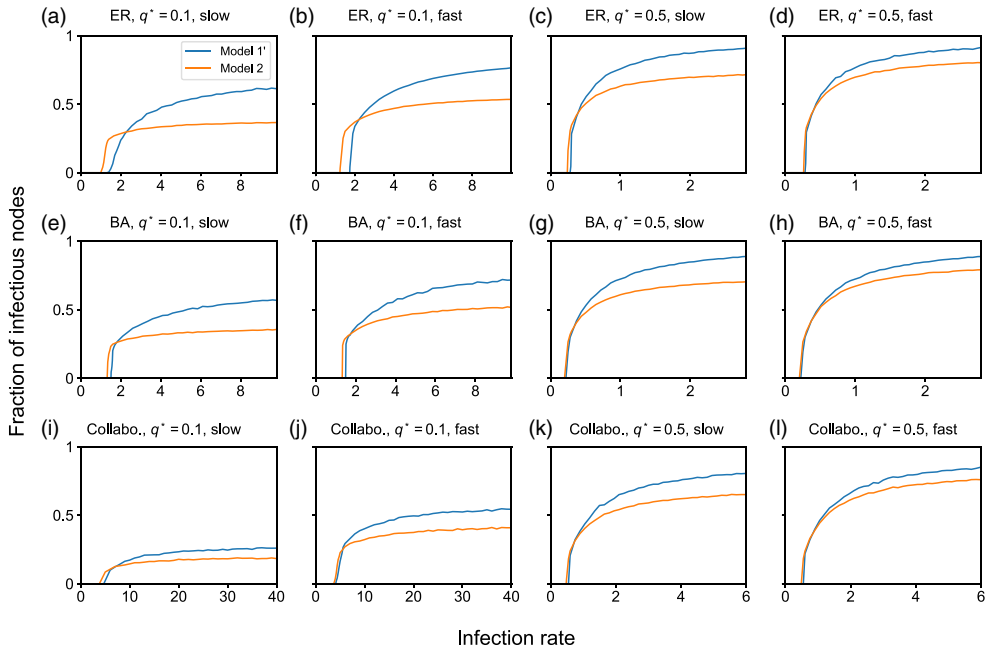 (a) ER, q* = 0.1, slow
(b) ER, q* = 0.1, fast
(c) ER, q* = 0.5, slow
(d) ER, q* = 0.5, fast
Model 1'
Model 2
1
0.5
0
0 2 4 6 8
0 2 4 6 8
0 1 2
0 1 2
(e) BA, q* = 0.1, slow
(f) BA, q* = 0.1, fast
(g) BA, q* = 0.5, slow
(h) BA, q* = 0.5, fast
1
0.5
0
0 2 4 6 8
0 2 4 6 8
0 1 2
0 1 2
(i) Collabo., q* = 0.1, slow
(j) Collabo., q* = 0.1, fast
(k) Collabo., q* = 0.5, slow
(l) Collabo., q* = 0.5, fast
1
0.5
0
0 10 20 30 40
0 10 20 30 40
0 2 4 6
0 2 4 6
Fraction of infectious nodes
Infection rate